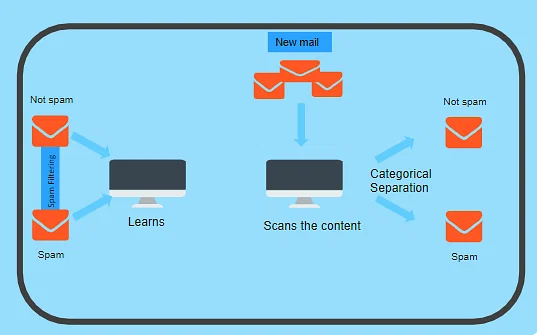 New mail
Not spam
Spam Filtering
Spam
Learns
Scans the content
Categorical
Separation
Not spam
Spam